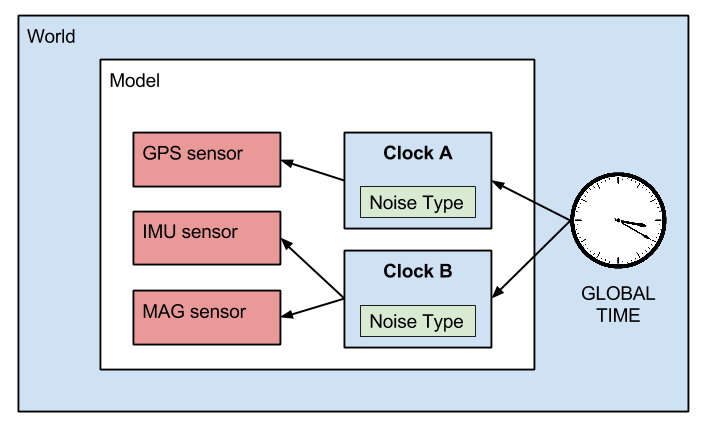 World
Model
GPS sensor
Clock A
Noise Type
IMU sensor
Clock B
MAG sensor
Noise Type
GLOBAL
TIME